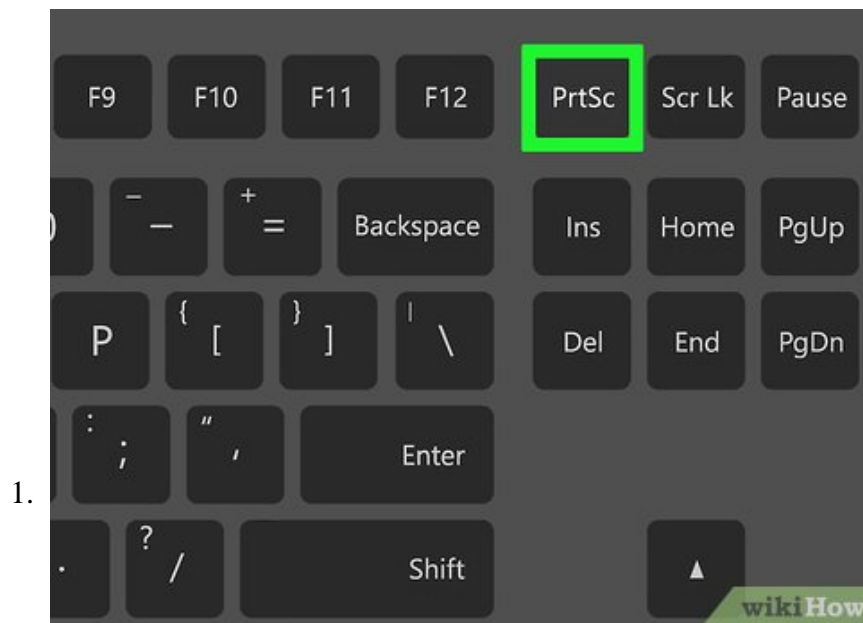 F9 F10 F11 F12 PrtSc Scr Lk Pause
) _ – + = Backspace Ins Home PgUp
P { [ } ] | \ Del End PgDn
: ; " ' Enter
1.
. ? / Shift ▲
wikiHow